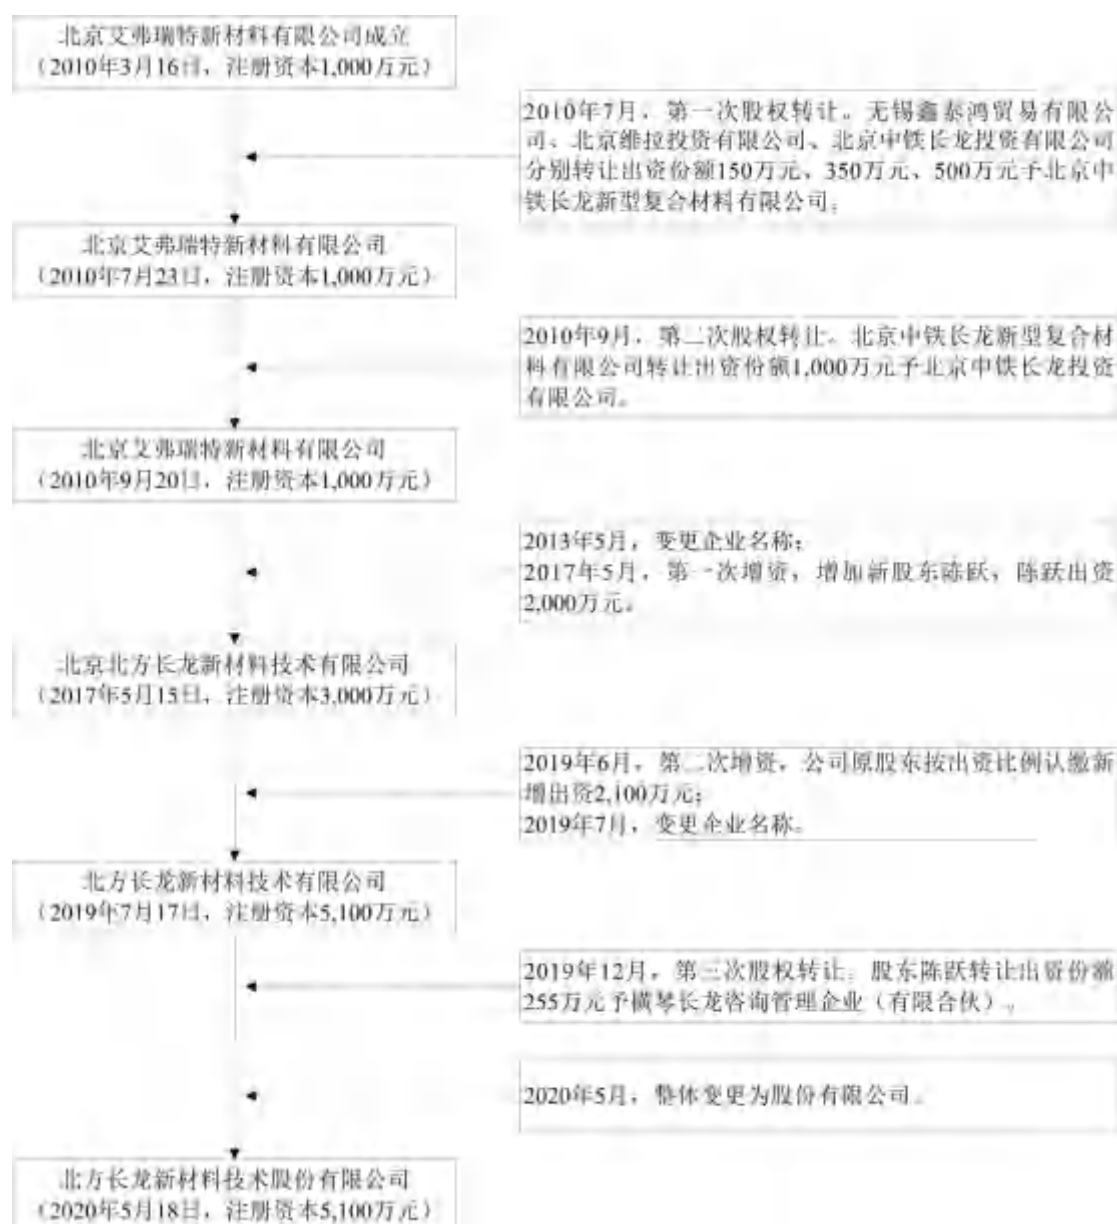 北京艾弗瑞特新材料有限公司成立
（2010年3月16日，注册资本1,000万元）
2010年7月，第一次股权转让。无锡鑫泰鸿贸易有限公
司、北京维拉投资有限公司、北京中铁长龙投资有限公司
分别转让出资份额150万元、350万元、500万元予北京中
铁长龙新型复合材料有限公司。
北京艾弗瑞特新材料有限公司
（2010年7月23日，注册资本1,000万元）
2010年9月，第二次股权转让。北京中铁长龙新型复合材
料有限公司转让出资份额1,000万元予北京中铁长龙投资
有限公司。
北京艾弗瑞特新材料有限公司
（2010年9月20日，注册资本1,000万元）
2013年5月，变更企业名称；
2017年5月，第一次增资，增加新股东陈跃，陈跃出资
2,000万元。
北京北方长龙新材料技术有限公司
（2017年5月15日，注册资本3,000万元）
2019年6月，第二次增资，公司原股东按出资比例认缴新
增出资2,100万元；
2019年7月，变更企业名称。
北方长龙新材料技术有限公司
（2019年7月17日，注册资本5,100万元）
2019年12月，第三次股权转让。股东陈跃转让出资份额
255万元予横琴长龙咨询管理企业（有限合伙）。
2020年5月，整体变更为股份有限公司。
北方长龙新材料技术股份有限公司
（2020年5月18日，注册资本5,100万元）